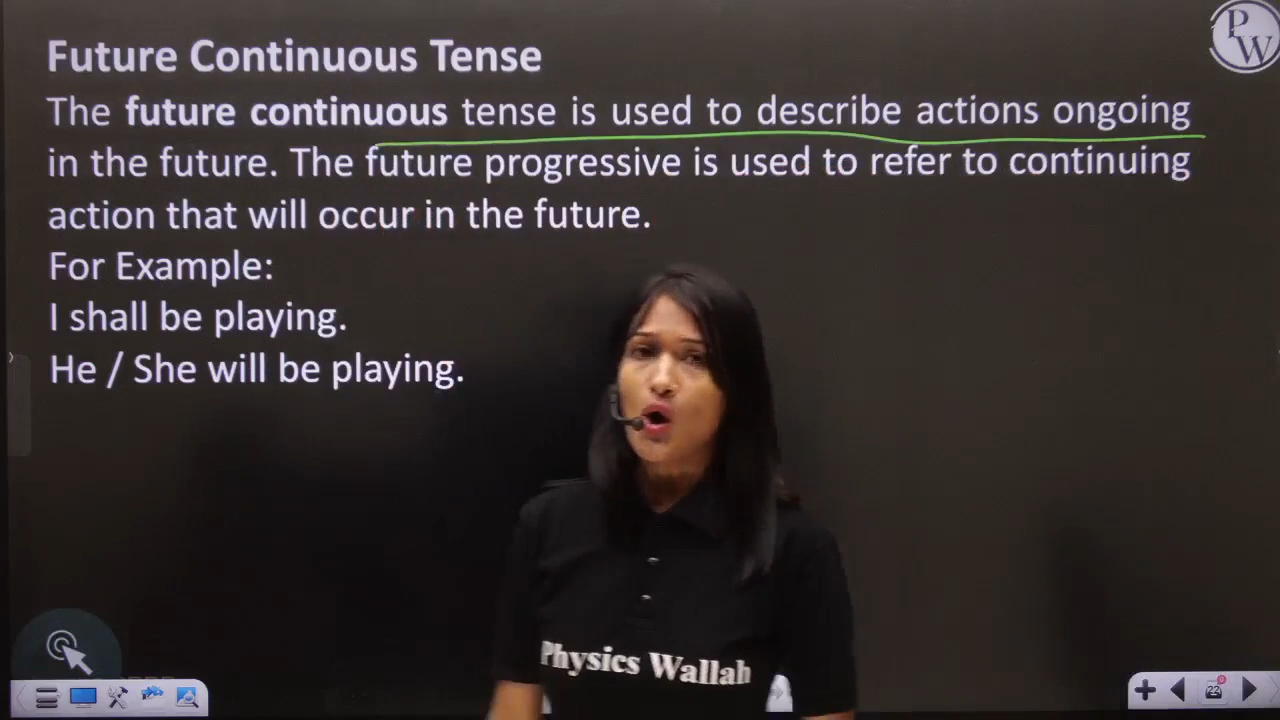 Future Continuous Tense
The future continuous tense is used to describe actions ongoing
in the future. The future progressive is used to refer to continuing
action that will occur in the future.
For Example:
I shall be playing.
He / She will be playing.
PW
Physics Wallah
23
0